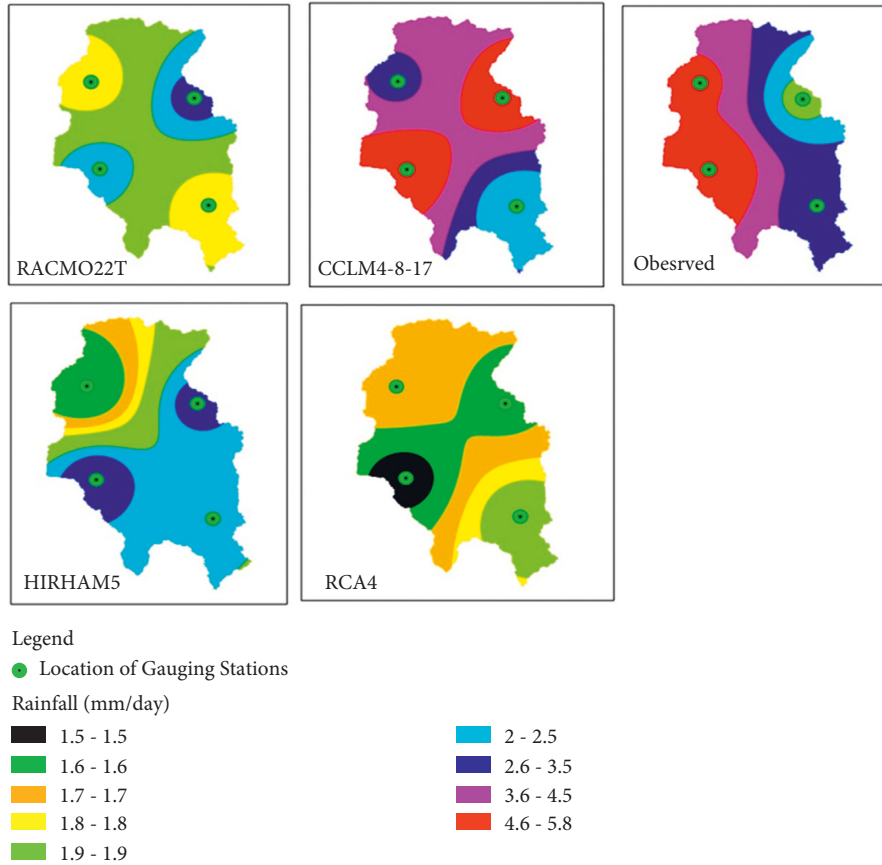 RACMO22T
CCLM4-8-17
Obesrved
HIRHAM5
RCA4
Legend
Location of Gauging Stations
Rainfall (mm/day)
1.5 - 1.5
1.6 - 1.6
1.7 - 1.7
1.8 - 1.8
1.9 - 1.9
2 - 2.5
2.6 - 3.5
3.6 - 4.5
4.6 - 5.8